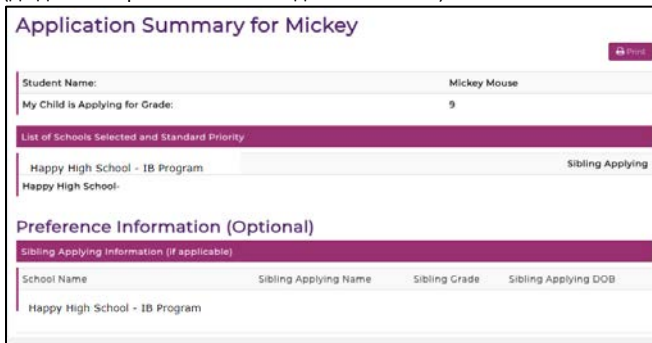 Application Summary for Mickey
Print
Student Name: Mickey Mouse
My Child is Applying for Grade: 9
List of Schools Selected and Standard Priority
Happy High School - IB Program Sibling Applying
Happy High School-
Preference Information (Optional)
Sibling Applying Information (if applicable)
School Name Sibling Applying Name Sibling Grade Sibling Applying DOB
Happy High School - IB Program